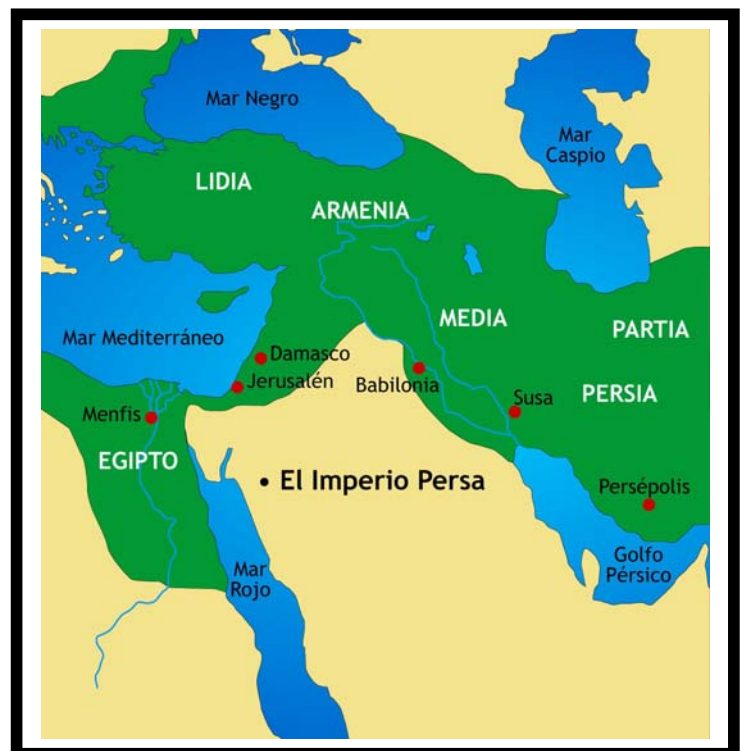 Mar Negro
Mar
Caspio
LIDIA
ARMENIA
MEDIA
PARTIA
Mar Mediterráneo
Damasco
Jerusalén
Babilonia
Susa
PERSIA
Menfis
EGIPTO
• El Imperio Persa
Persépolis
Golfo
Pérsico
Mar
Rojo